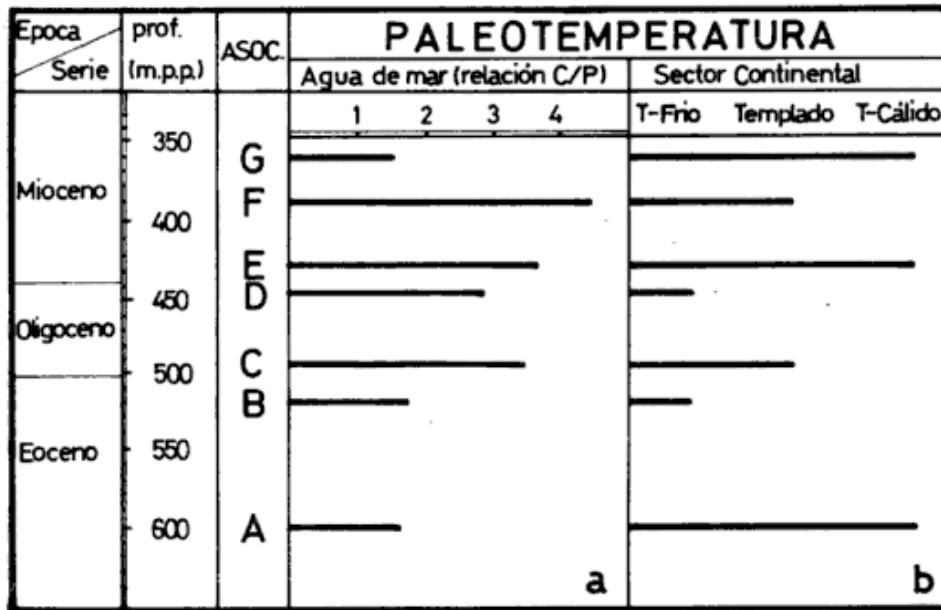 Epoca prof. ASOC. PALEOTEMPERATURA
Serie (m.p.p.) Agua de mar (relación C/P) Sector Continental
1 2 3 4 T-Frio Templado T-Cálido
350
G
Mioceno
F
400
E
D
450
Oligoceno
C
500
B
Eoceno
550
600 A
a b